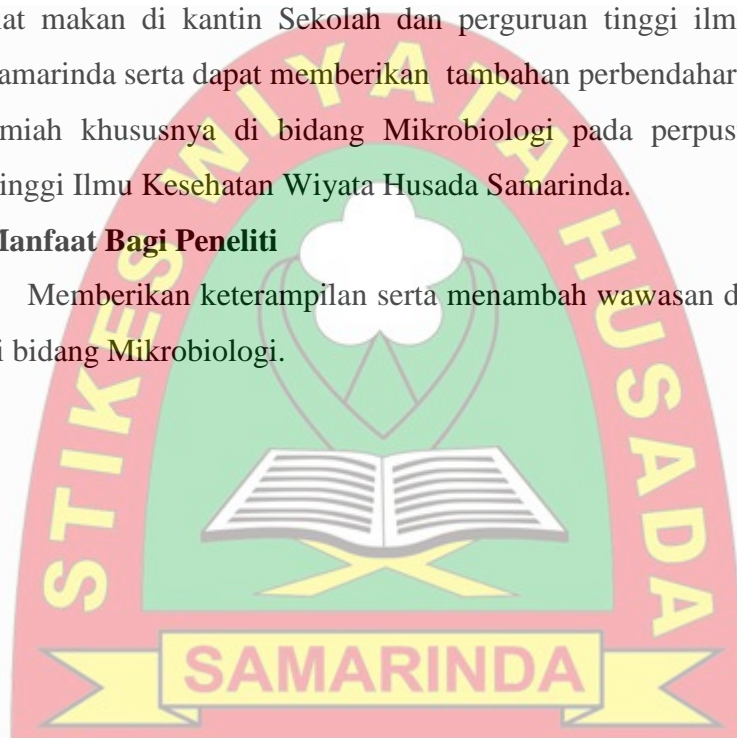 lat makan di kantin Sekolah dan perguruan tinggi ilm
amarinda serta dapat memberikan tambahan perbendahar
miah khususnya di bidang Mikrobiologi pada perpus
inggi Ilmu Kesehatan Wiyata Husada Samarinda.
Manfaat Bagi Peneliti
Memberikan keterampilan serta menambah wawasan d
i bidang Mikrobiologi.
STIKES WIYATA HUSADA
SAMARINDA